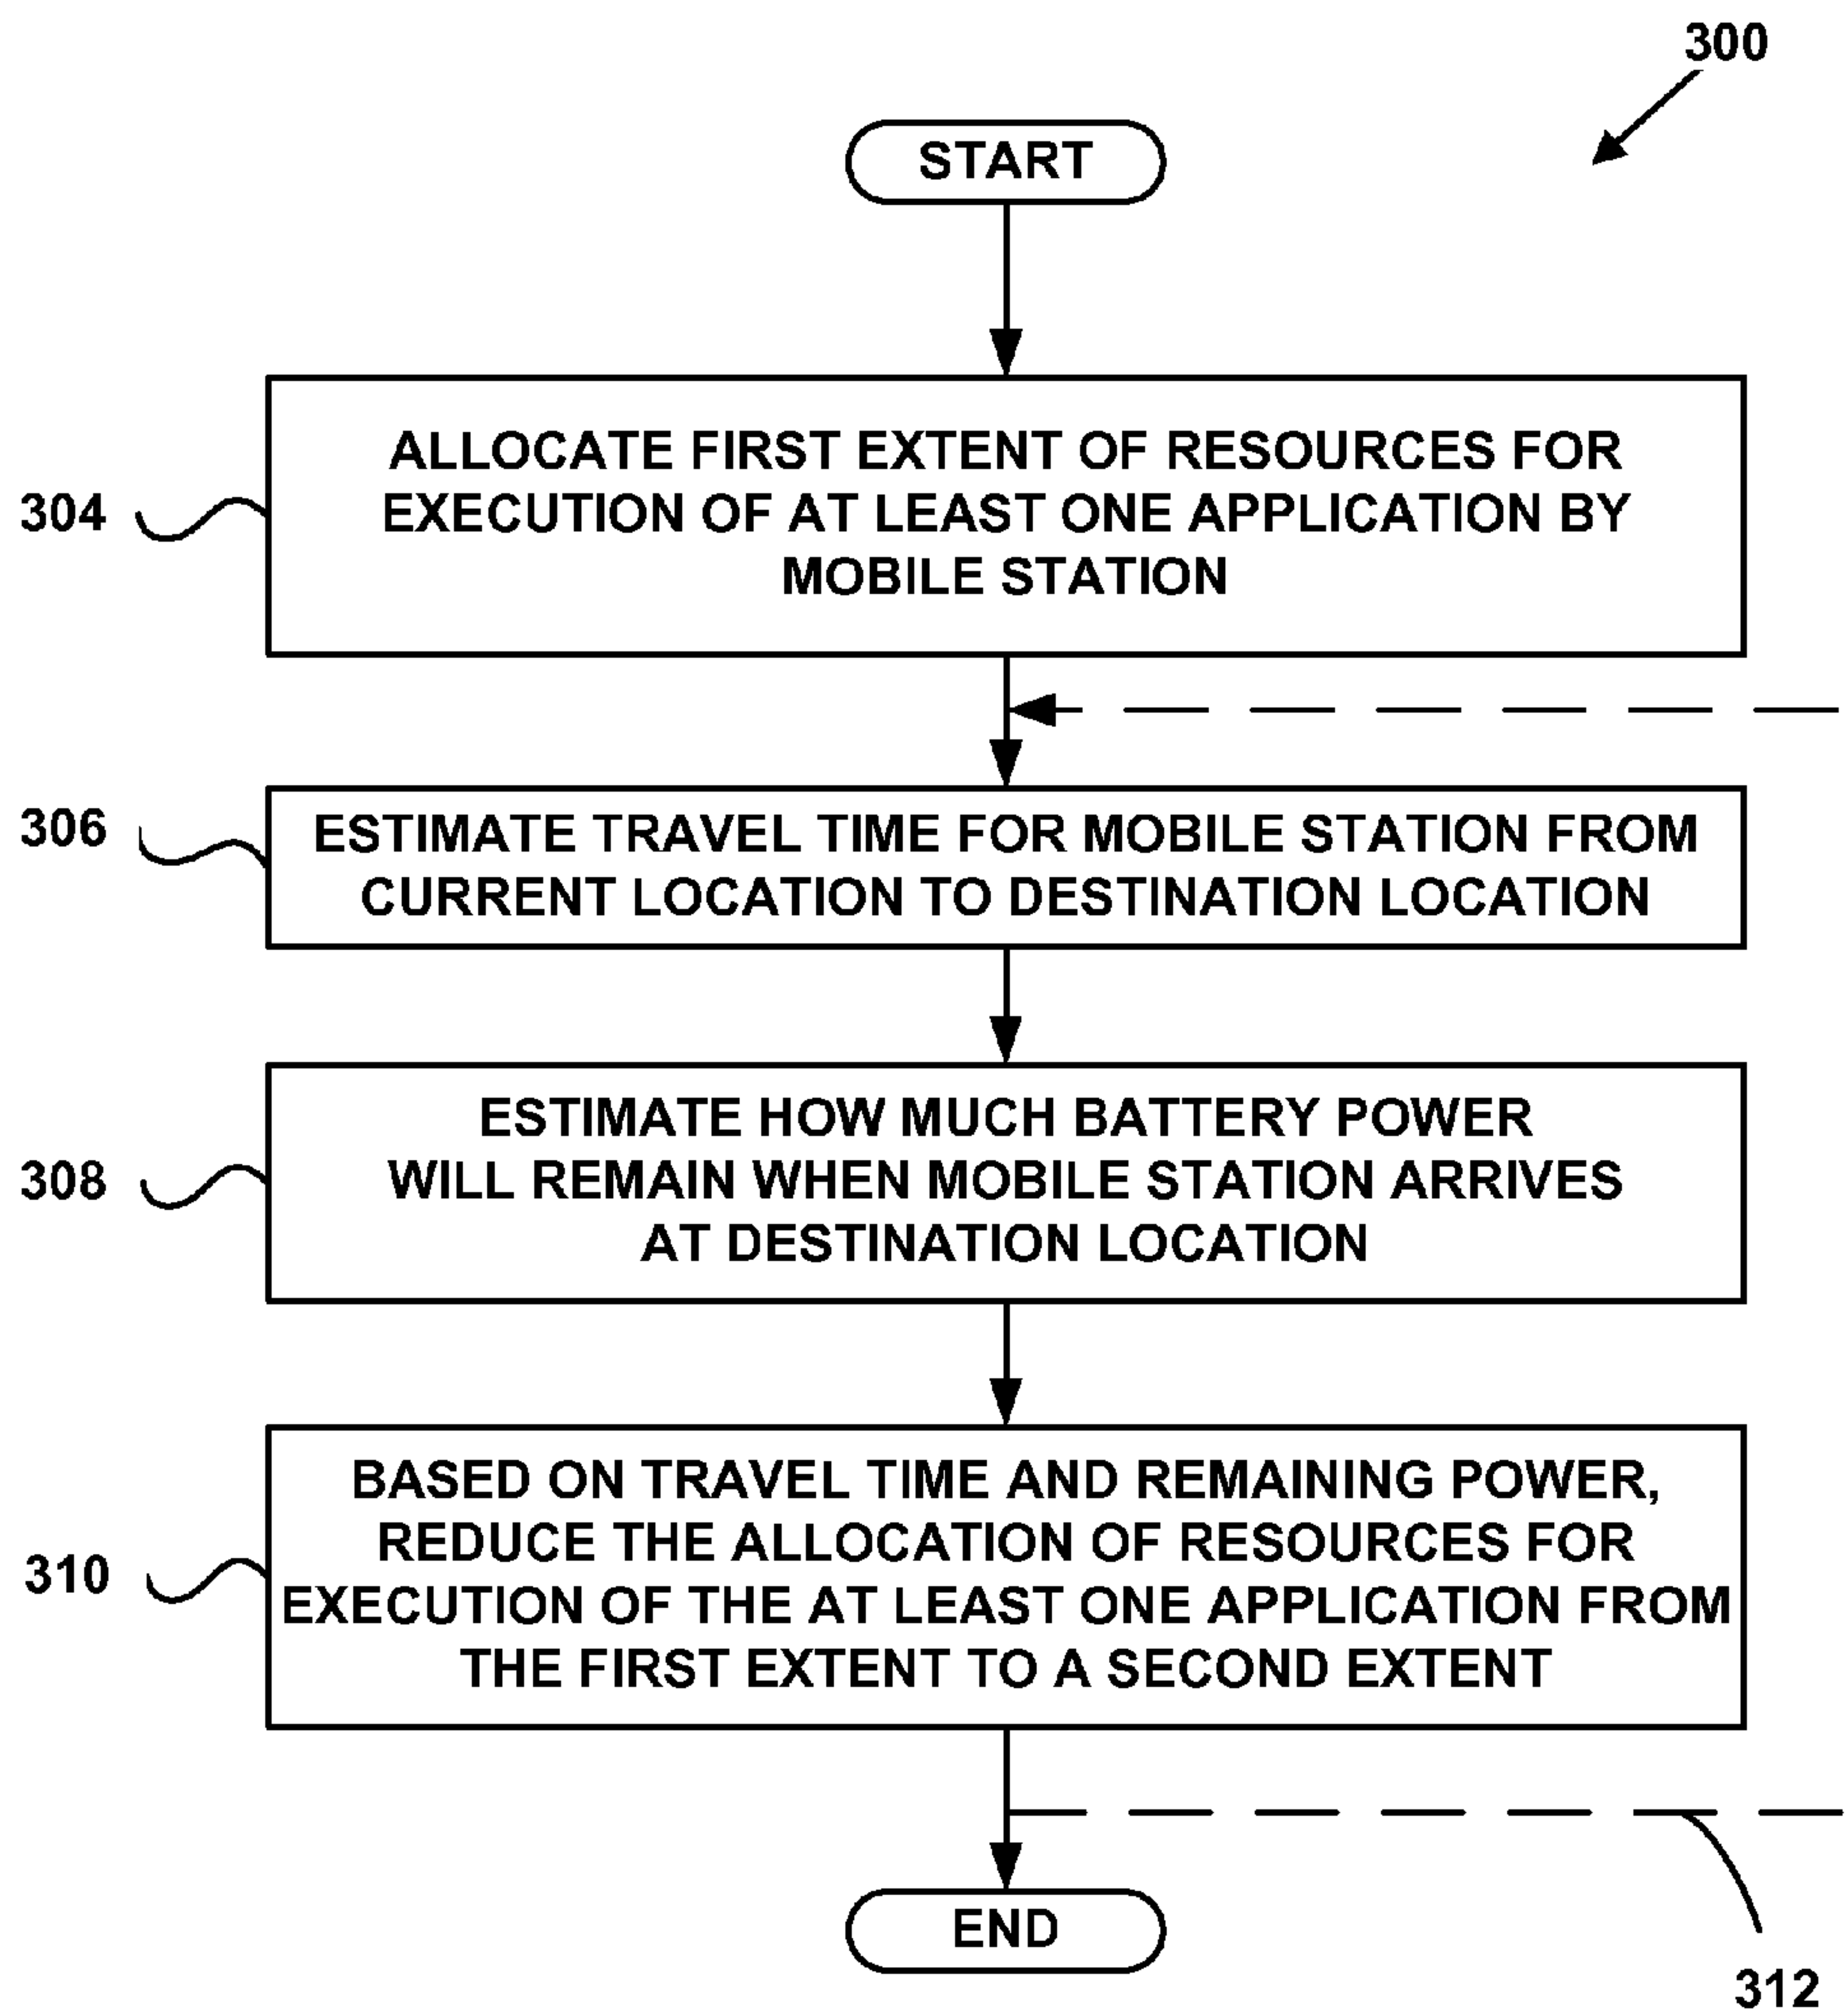 300
START
304
ALLOCATE FIRST EXTENT OF RESOURCES FOR
EXECUTION OF AT LEAST ONE APPLICATION BY
MOBILE STATION
306
ESTIMATE TRAVEL TIME FOR MOBILE STATION FROM
CURRENT LOCATION TO DESTINATION LOCATION
308
ESTIMATE HOW MUCH BATTERY POWER
WILL REMAIN WHEN MOBILE STATION ARRIVES
AT DESTINATION LOCATION
310
BASED ON TRAVEL TIME AND REMAINING POWER,
REDUCE THE ALLOCATION OF RESOURCES FOR
EXECUTION OF THE AT LEAST ONE APPLICATION FROM
THE FIRST EXTENT TO A SECOND EXTENT
END
312